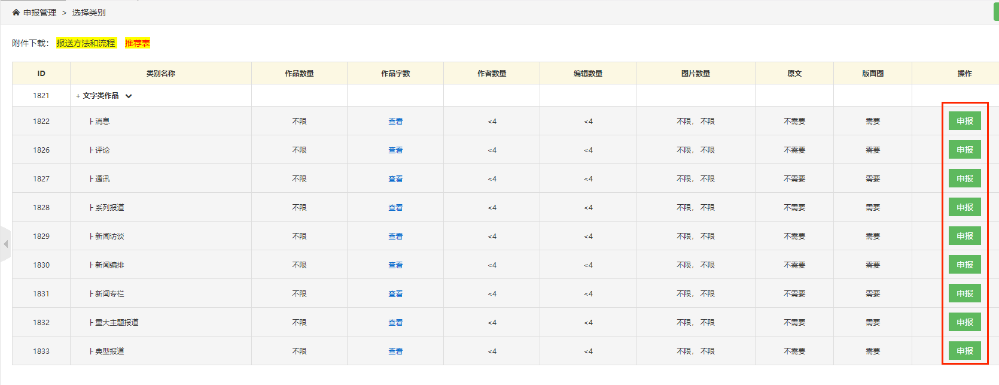 申报管理 > 选择类别
附件下载： 报送方法和流程 推荐表
ID 类别名称 作品数量 作品字数 作者数量 编辑数量 图片数量 原文 版面图 操作
1821 + 文字类作品
1822 ├ 消息 不限 查看 <4 <4 不限, 不限 不需要 需要 申报
1826 ├ 评论 不限 查看 <4 <4 不限, 不限 不需要 需要 申报
1827 ├ 通讯 不限 查看 <4 <4 不限, 不限 不需要 需要 申报
1828 ├ 系列报道 不限 查看 <4 <4 不限, 不限 不需要 需要 申报
1829 ├ 新闻访谈 不限 查看 <4 <4 不限, 不限 不需要 需要 申报
1830 ├ 新闻编排 不限 查看 <4 <4 不限, 不限 不需要 需要 申报
1831 ├ 新闻专栏 不限 查看 <4 <4 不限, 不限 不需要 需要 申报
1832 ├ 重大主题报道 不限 查看 <4 <4 不限, 不限 不需要 需要 申报
1833 ├ 典型报道 不限 查看 <4 <4 不限, 不限 不需要 需要 申报